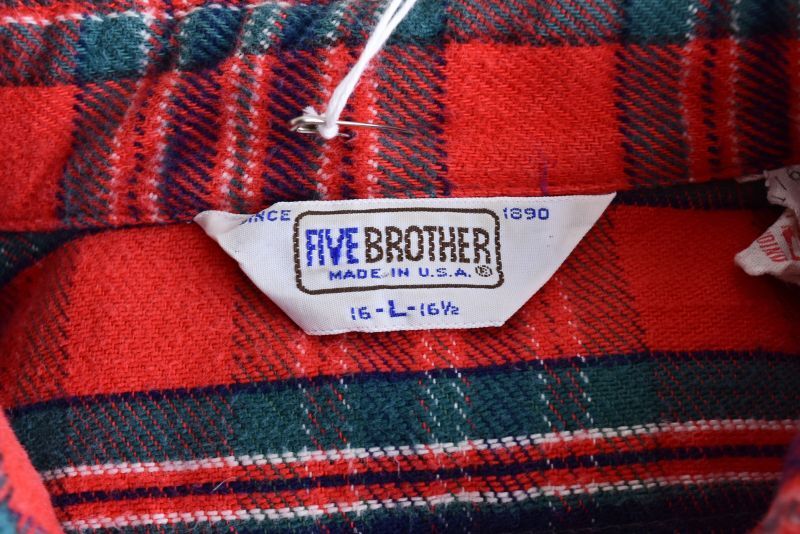 SINCE 1890
FIVE BROTHER
MADE IN U.S.A. ®
16-L-16½